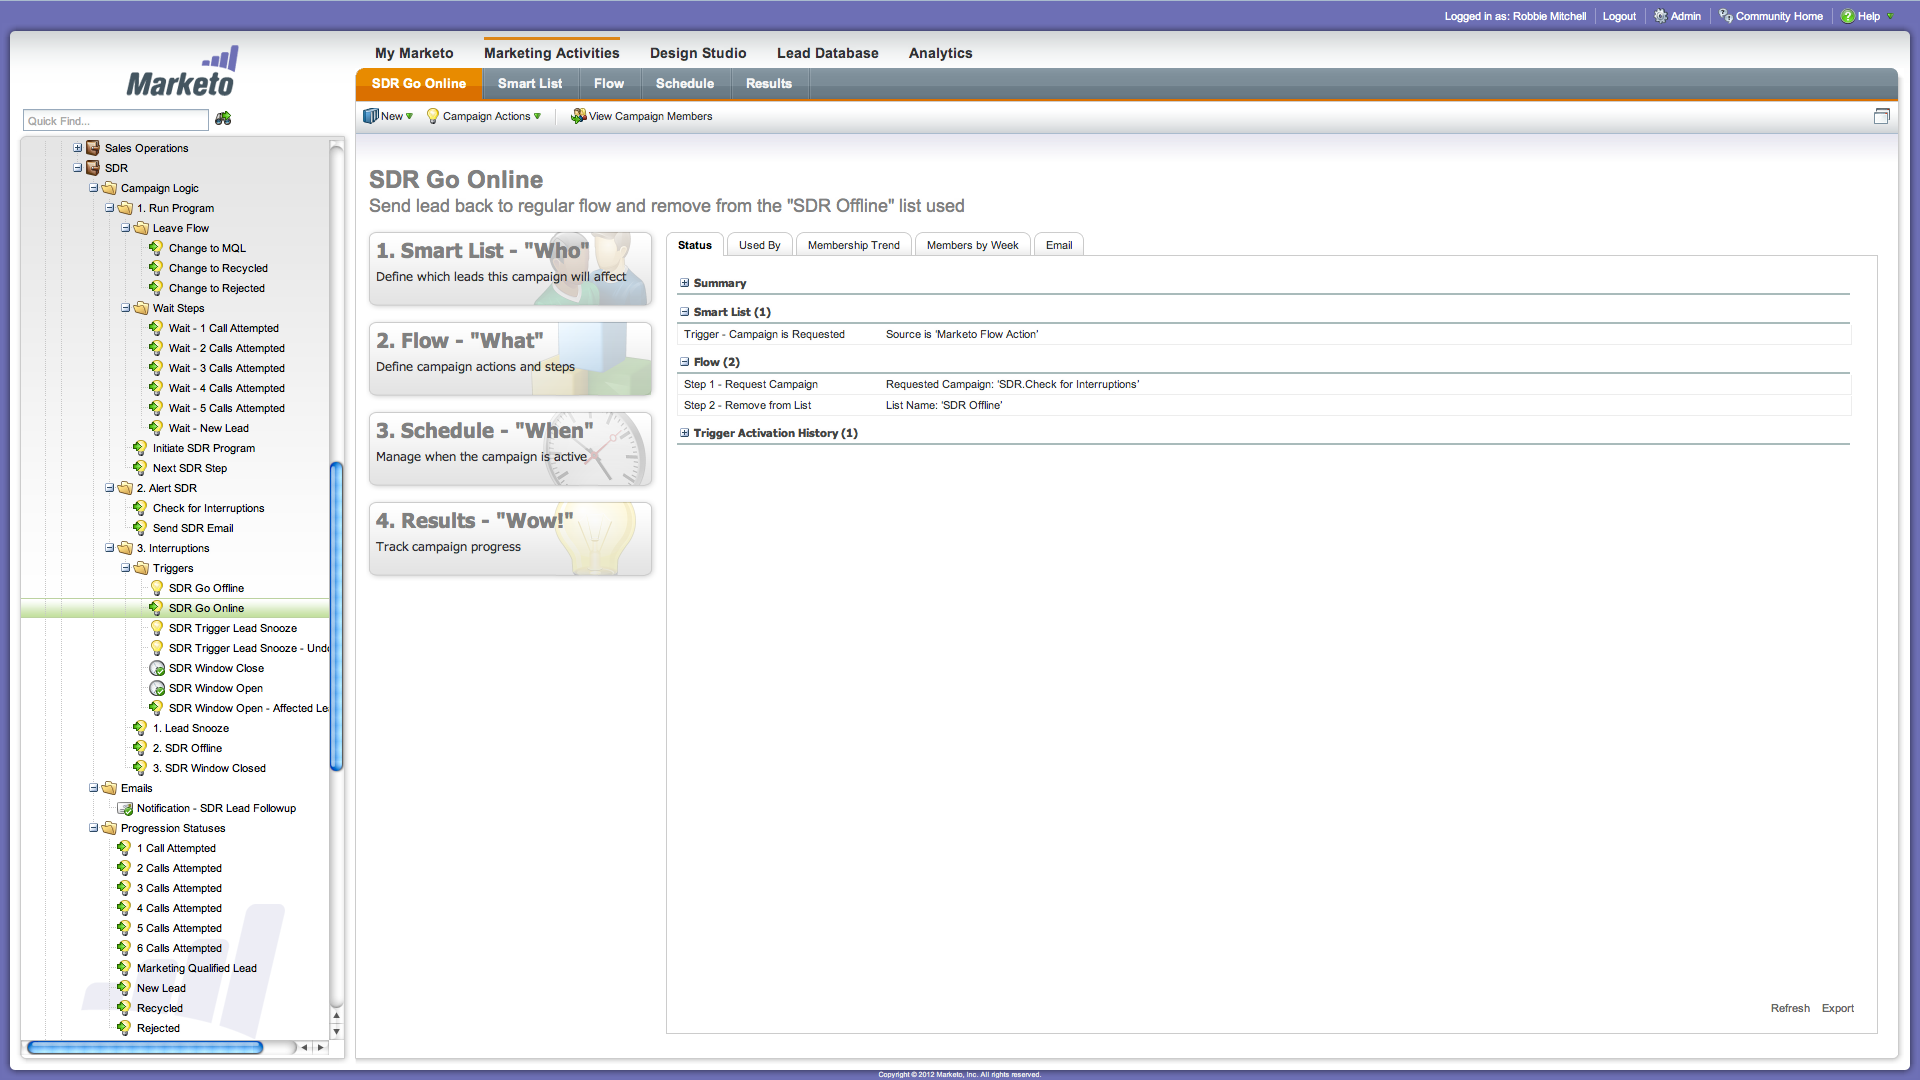 Logged in as: Robbie Mitchell Logout Admin Community Home Help
Marketo
My Marketo Marketing Activities Design Studio Lead Database Analytics
SDR Go Online Smart List Flow Schedule Results
Quick Find...
New Campaign Actions View Campaign Members
Sales Operations
SDR
Campaign Logic
1. Run Program
Leave Flow
Change to MQL
Change to Recycled
Change to Rejected
Wait Steps
Wait - 1 Call Attempted
Wait - 2 Calls Attempted
Wait - 3 Calls Attempted
Wait - 4 Calls Attempted
Wait - 5 Calls Attempted
Wait - New Lead
Initiate SDR Program
Next SDR Step
2. Alert SDR
Check for Interruptions
Send SDR Email
3. Interruptions
Triggers
SDR Go Offline
SDR Go Online
SDR Trigger Lead Snooze
SDR Trigger Lead Snooze - Undo
SDR Window Close
SDR Window Open
SDR Window Open - Affected Le
1. Lead Snooze
2. SDR Offline
3. SDR Window Closed
Emails
Notification - SDR Lead Followup
Progression Statuses
1 Call Attempted
2 Calls Attempted
3 Calls Attempted
4 Calls Attempted
5 Calls Attempted
6 Calls Attempted
Marketing Qualified Lead
New Lead
Recycled
Rejected
SDR Go Online
Send lead back to regular flow and remove from the "SDR Offline" list used
1. Smart List - "Who"
Define which leads this campaign will affect
2. Flow - "What"
Define campaign actions and steps
3. Schedule - "When"
Manage when the campaign is active
4. Results - "Wow!"
Track campaign progress
Status Used By Membership Trend Members by Week Email
Summary
Smart List (1)
Trigger - Campaign is Requested Source is 'Marketo Flow Action'
Flow (2)
Step 1 - Request Campaign Requested Campaign: 'SDR.Check for Interruptions'
Step 2 - Remove from List List Name: 'SDR Offline'
Trigger Activation History (1)
Refresh Export
Copyright © 2012 Marketo, Inc. All rights reserved.